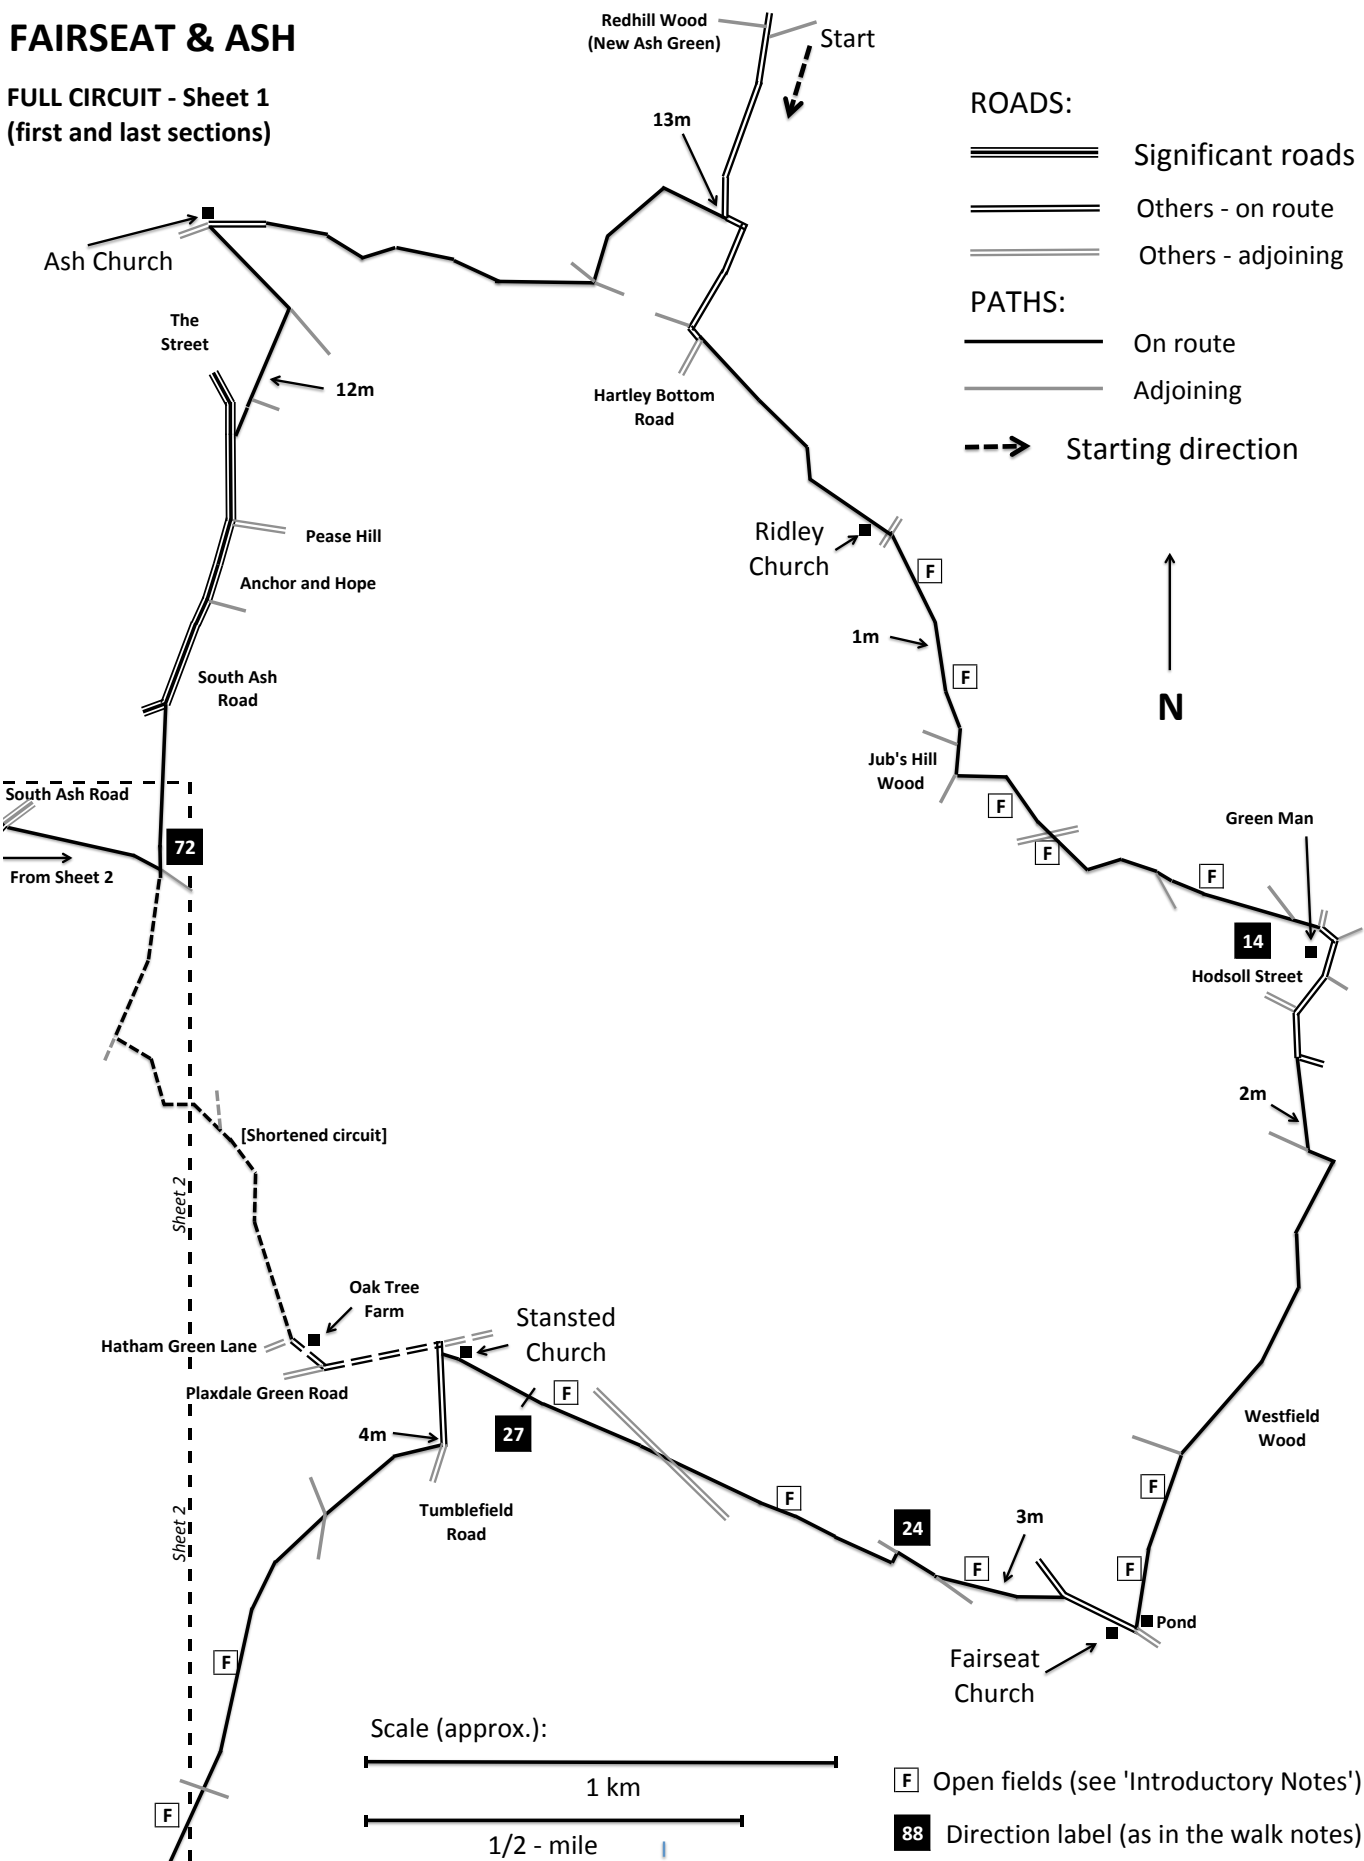 FAIRSEAT & ASH
FULL CIRCUIT - Sheet 1
(first and last sections)
Redhill Wood
(New Ash Green)
Start
13m
ROADS:
Significant roads
Others - on route
Others - adjoining
PATHS:
On route
Adjoining
Starting direction
Ash Church
The
Street
12m
Hartley Bottom
Road
Pease Hill
Anchor and Hope
South Ash
Road
Ridley
Church
F
1m
F
N
Jub's Hill
Wood
F
F
F
Green Man
14
Hodsoll Street
South Ash Road
72
From Sheet 2
2m
[Shortened circuit]
Sheet 2
Oak Tree
Farm
Stansted
Church
Hatham Green Lane
Plaxdale Green Road
F
27
4m
Tumblefield
Road
Westfield
Wood
F
F
24
3m
F
F
Pond
Fairseat
Church
Sheet 2
F
F
Scale (approx.):
1 km
1/2 - mile
F Open fields (see 'Introductory Notes')
88 Direction label (as in the walk notes)